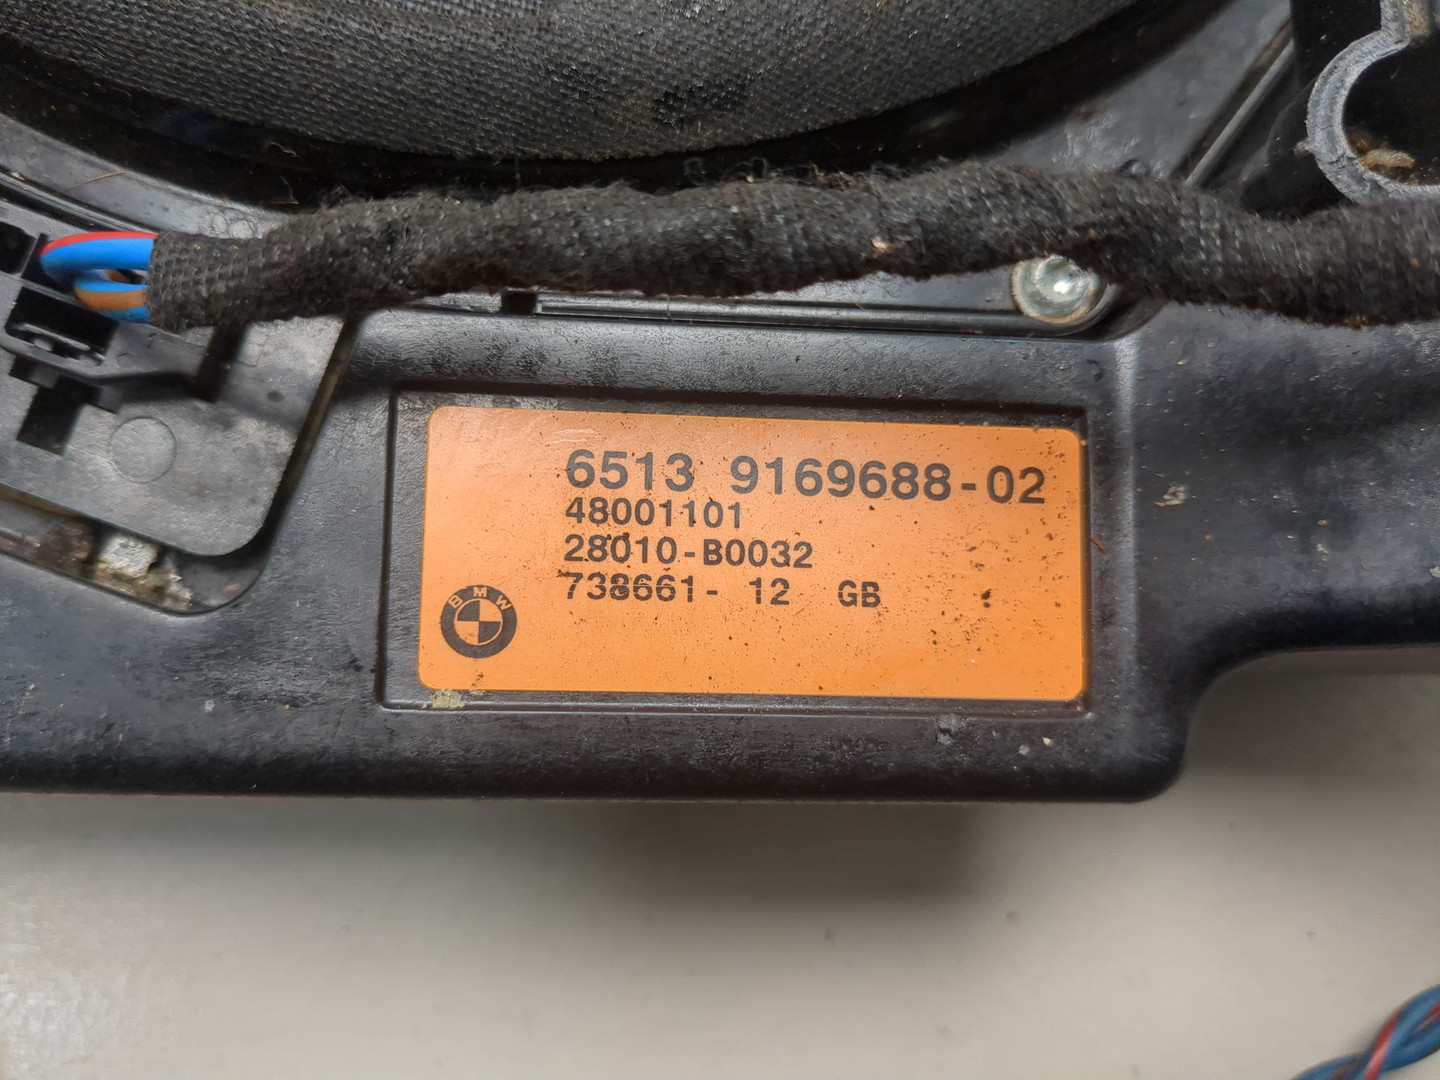 6513 9169688-02
48001101
28010-B0032
738661- 12 GB
BMW